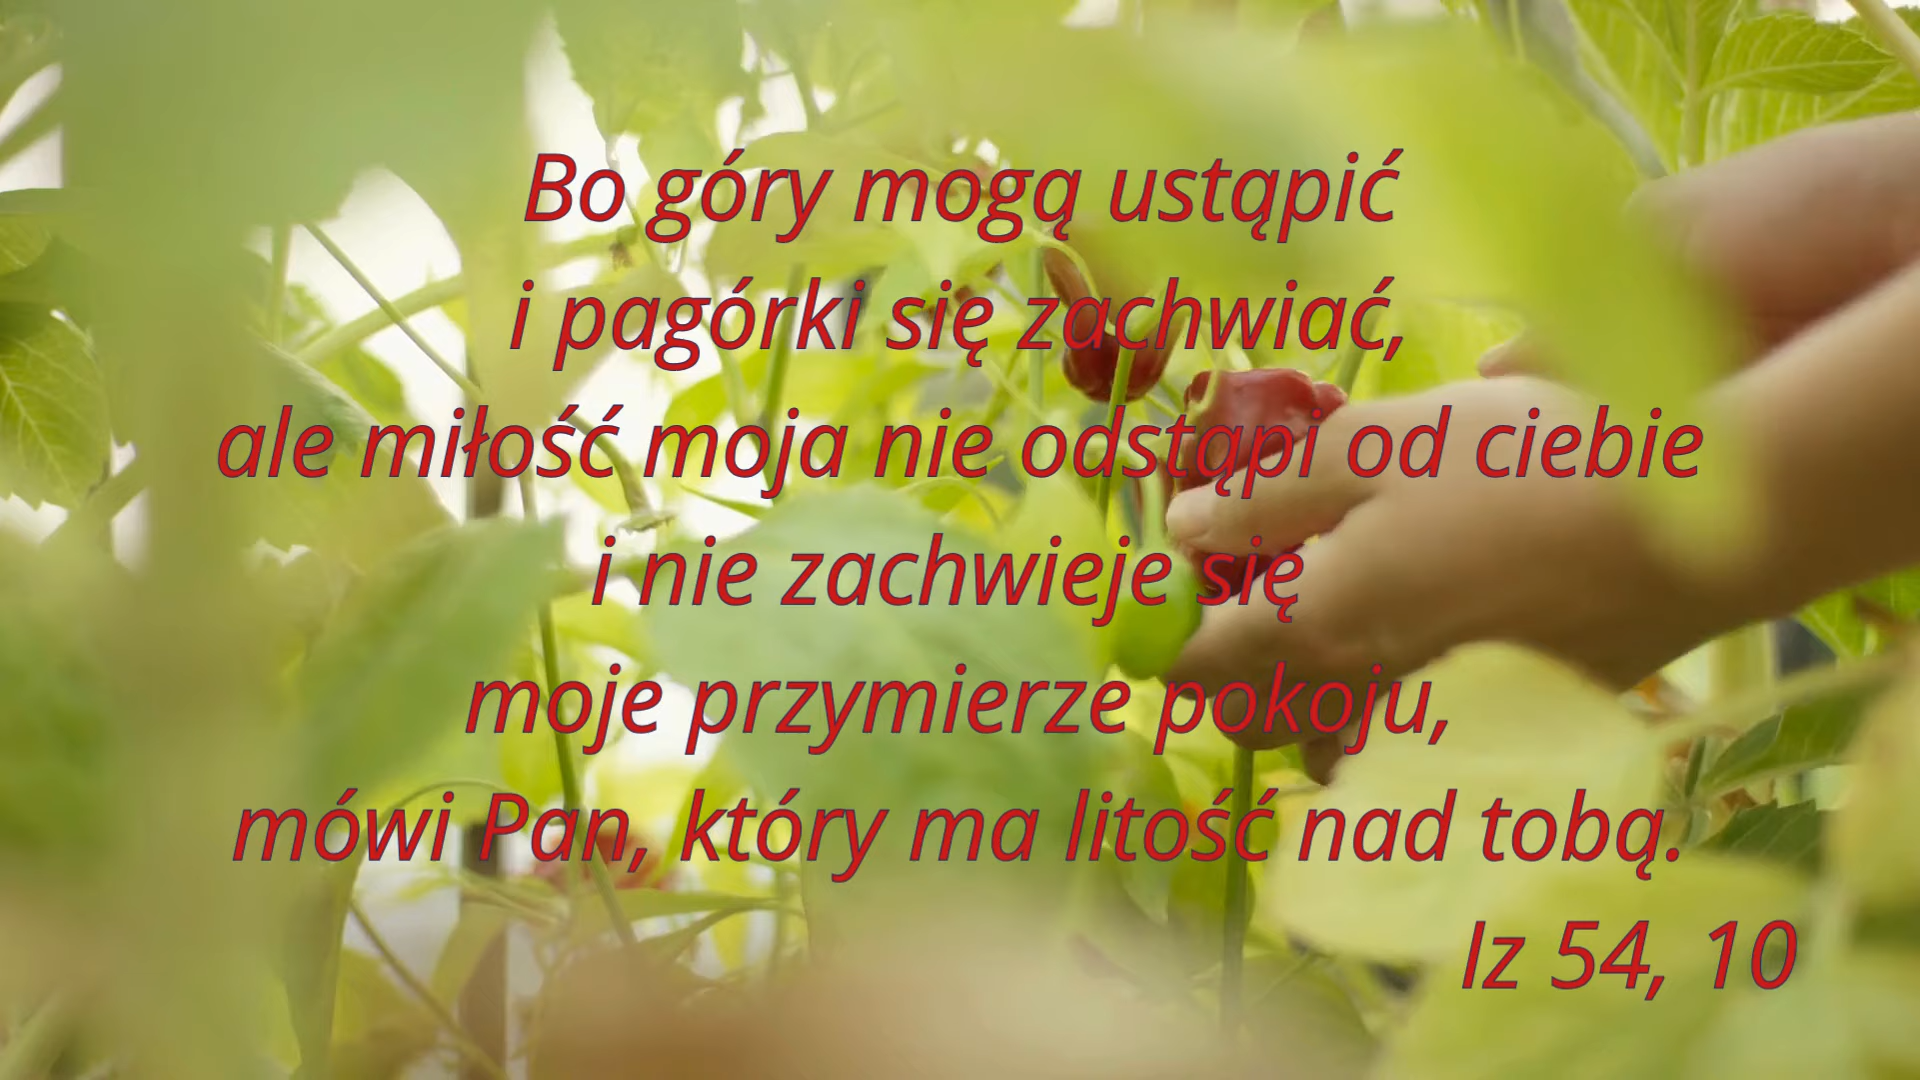 Bo góry mogą ustąpić
i pagórki się zachwiać,
ale miłość moja nie odstąpi od ciebie
i nie zachwieje się
moje przymierze pokoju,
mówi Pan, który ma litość nad tobą.
Iz 54, 10